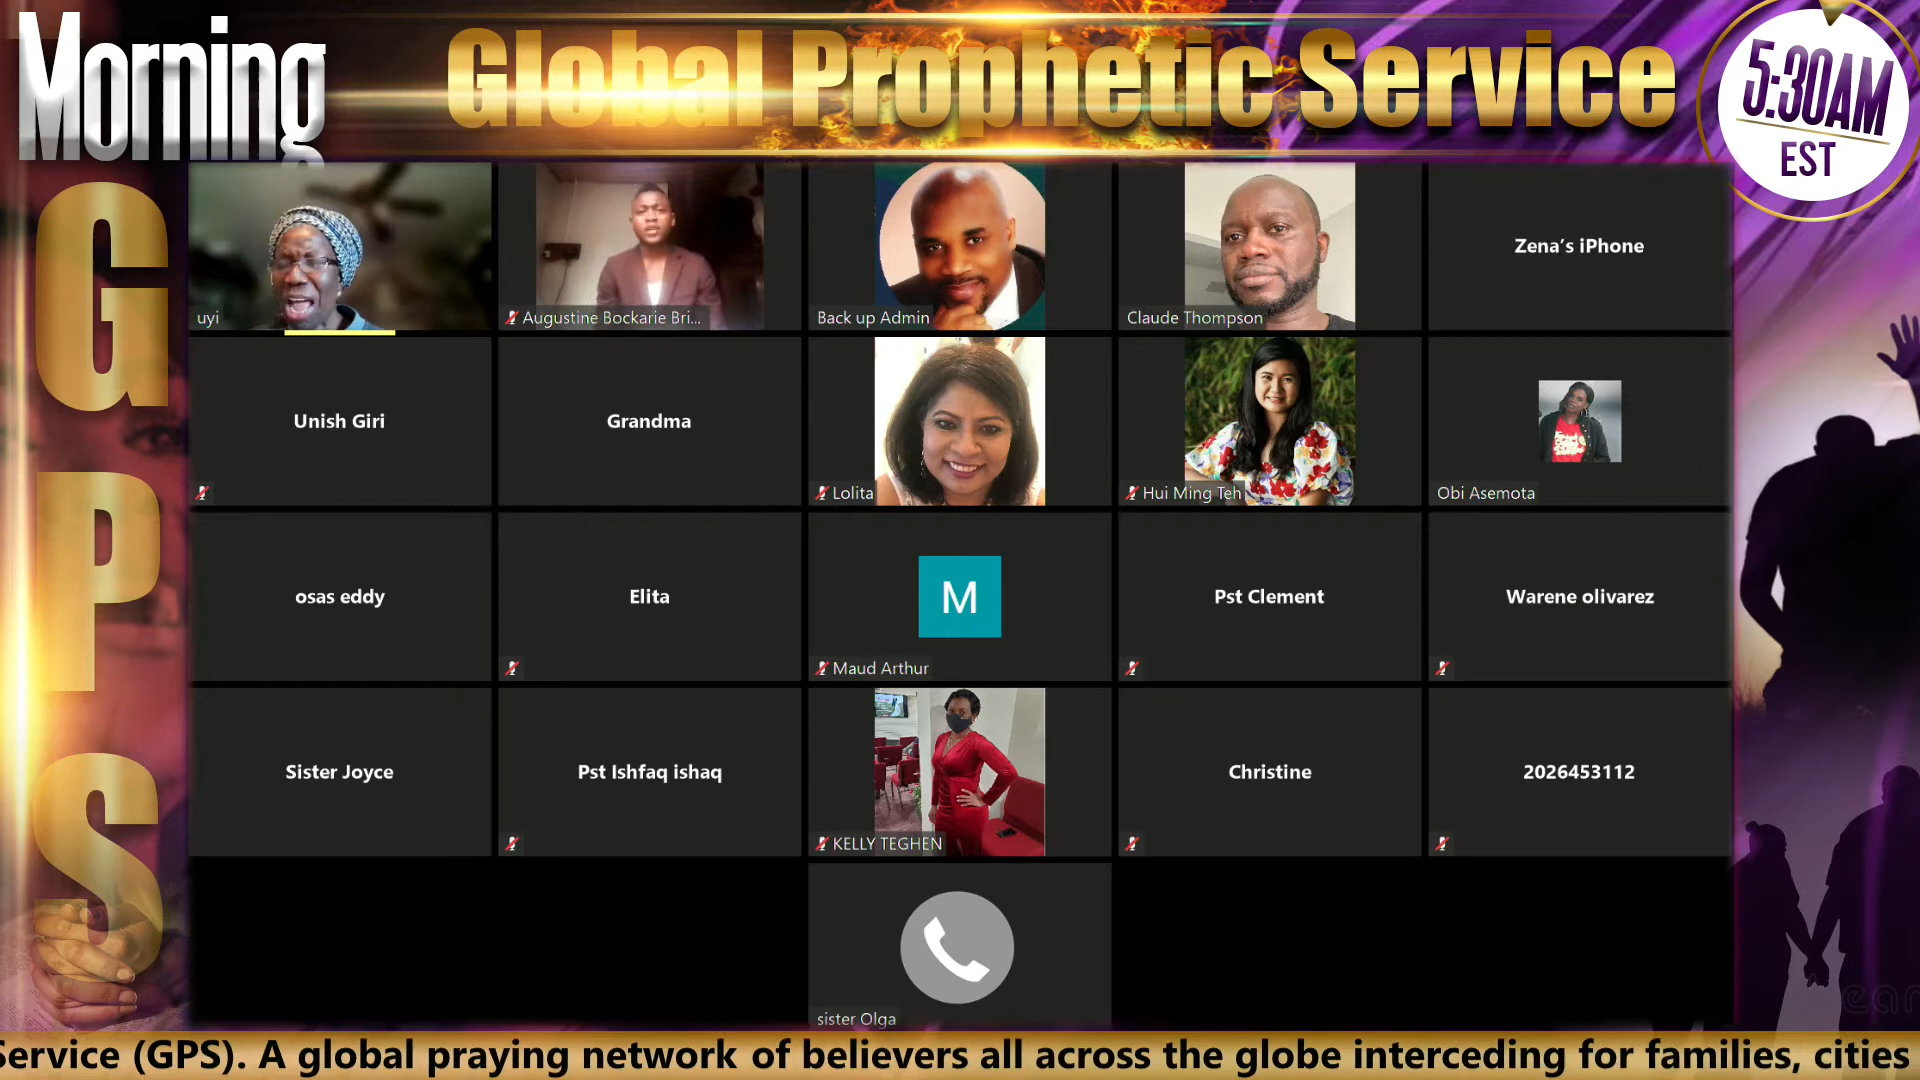 Morning
Global Prophetic Service
5:30AM
EST
G
P
S
uyi
Augustine Bockarie Bri...
Back up Admin
Claude Thompson
Zena’s iPhone
Unish Giri
Grandma
Lolita
Hui Ming Teh
Obi Asemota
osas eddy
Elita
M
Maud Arthur
Pst Clement
Warene olivarez
Sister Joyce
Pst Ishfaq ishaq
KELLY TEGHEN
Christine
2026453112
sister Olga
Service (GPS). A global praying network of believers all across the globe interceding for families, cities